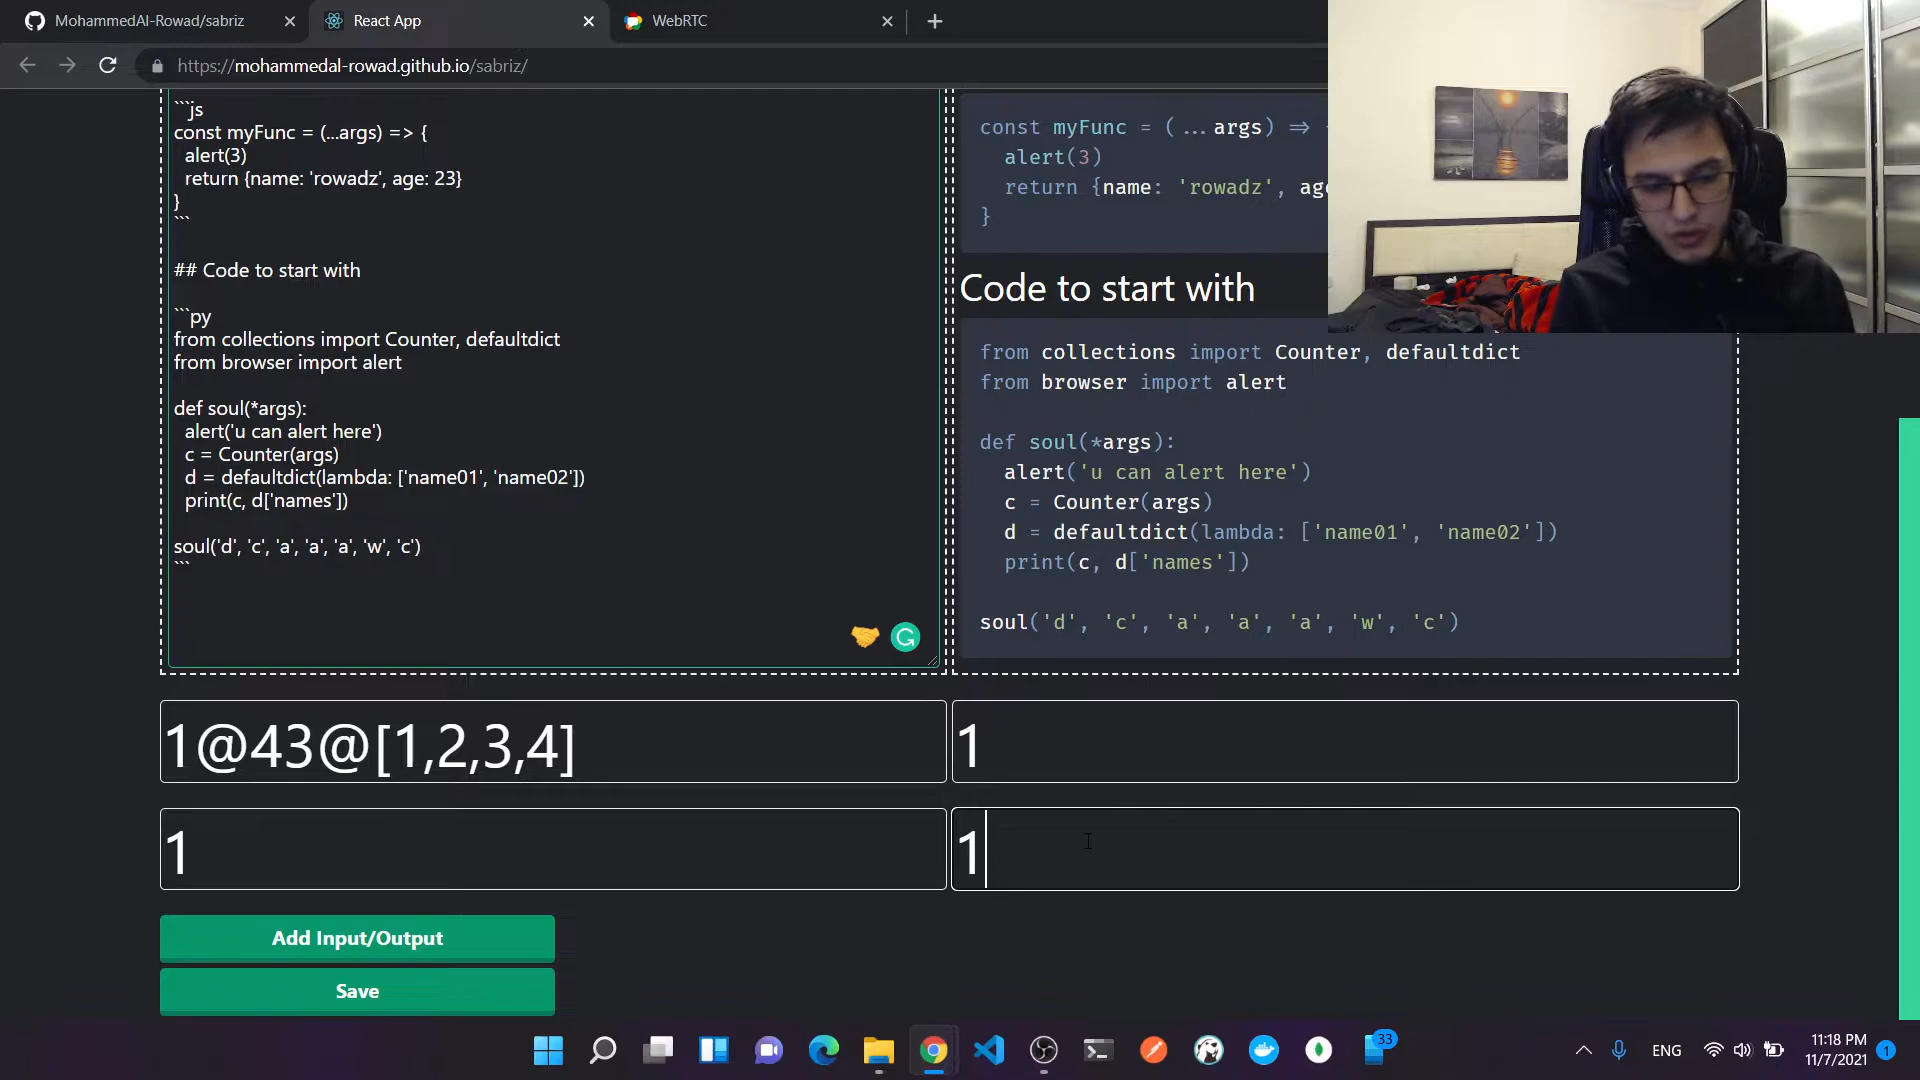 MohammedAl-Rowad/sabriz
React App
WebRTC
https://mohammedal-rowad.github.io/sabriz/
```js
const myFunc = (...args) => {
alert(3)
return {name: 'rowadz', age: 23}
}
```
## Code to start with
```py
from collections import Counter, defaultdict
from browser import alert
def soul(*args):
alert('u can alert here')
c = Counter(args)
d = defaultdict(lambda: ['name01', 'name02'])
print(c, d['names'])
soul('d', 'c', 'a', 'a', 'a', 'w', 'c')
```
const myFunc = (...args) =>
alert(3)
return {name: 'rowadz', age
}
Code to start with
from collections import Counter, defaultdict
from browser import alert
def soul(*args):
alert('u can alert here')
c = Counter(args)
d = defaultdict(lambda: ['name01', 'name02'])
print(c, d['names'])
soul('d', 'c', 'a', 'a', 'a', 'w', 'c')
1@43@[1,2,3,4]
1
1
1
Add Input/Output
Save
33
ENG
11:18 PM
11/7/2021
1